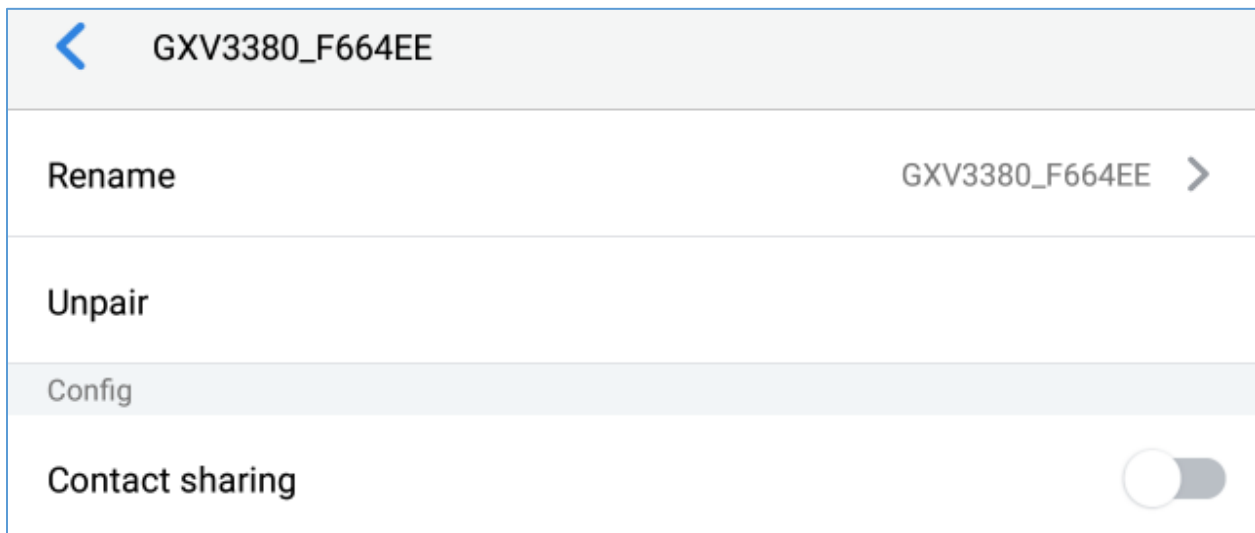 GXV3380_F664EE
Rename GXV3380_F664EE
Unpair
Config
Contact sharing